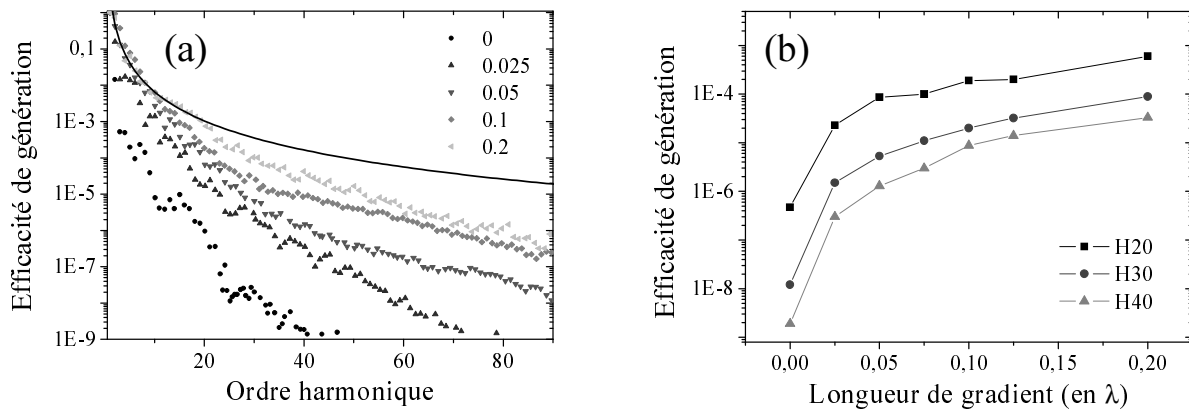 (a)
Efficacité de génération
0,1
1E-3
1E-5
1E-7
1E-9
20
40
60
80
Ordre harmonique
0
0.025
0.05
0.1
0.2
(b)
Efficacité de génération
1E-4
1E-6
1E-8
0,00
0,05
0,10
0,15
0,20
Longueur de gradient (en λ)
H20
H30
H40